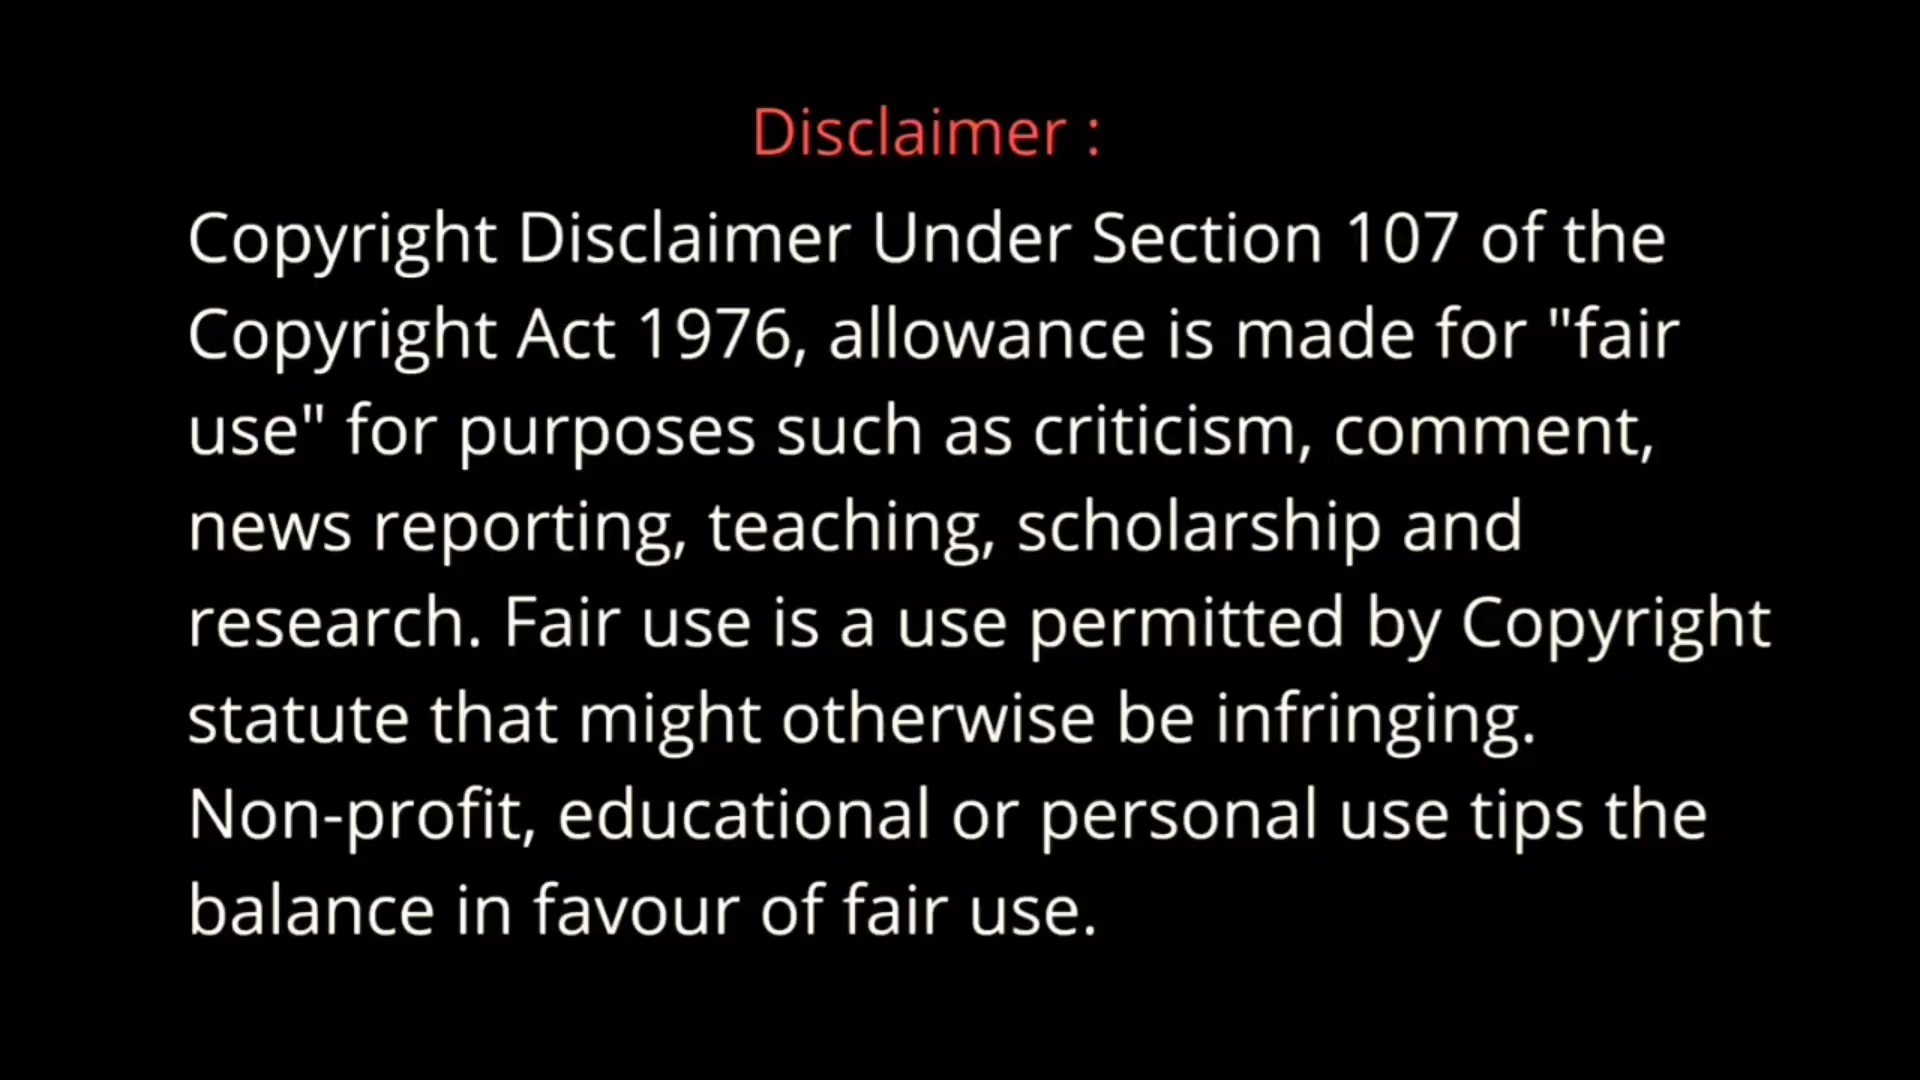 Disclaimer :
Copyright Disclaimer Under Section 107 of the
Copyright Act 1976, allowance is made for "fair
use" for purposes such as criticism, comment,
news reporting, teaching, scholarship and
research. Fair use is a use permitted by Copyright
statute that might otherwise be infringing.
Non-profit, educational or personal use tips the
balance in favour of fair use.